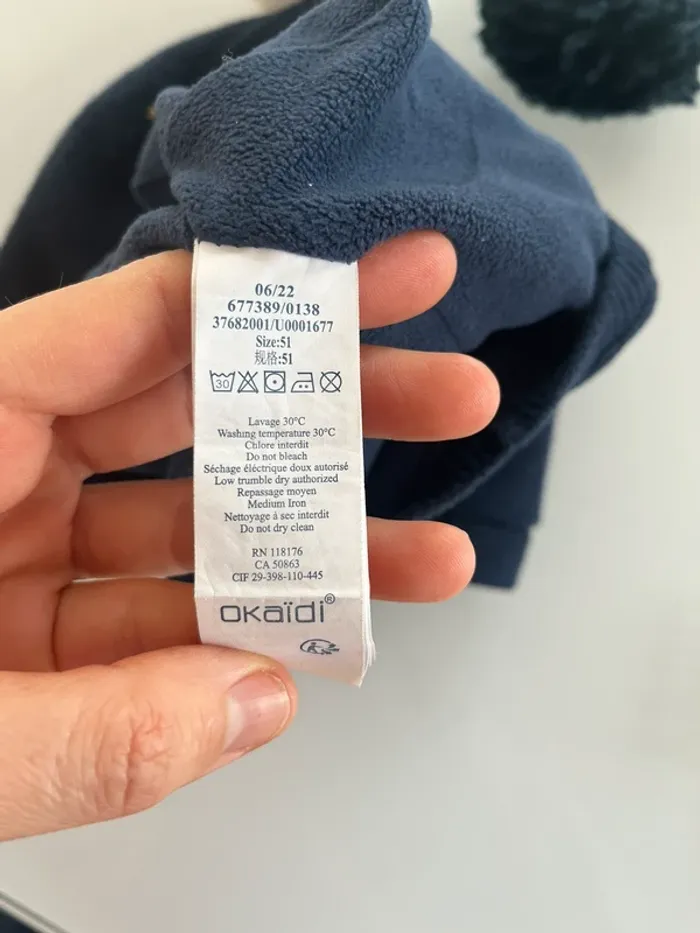 06/22
677389/0138
37682001/U0001677
Size:51
规格:51
30
Lavage 30°C
Washing temperature 30°C
Chlore interdit
Do not bleach
Séchage éléctrique doux autorisé
Low trumble dry authorized
Repassage moyen
Medium Iron
Nettoyage à sec interdit
Do not dry clean
RN 118176
CA 50863
CIF 29-398-110-445
okaïdi®